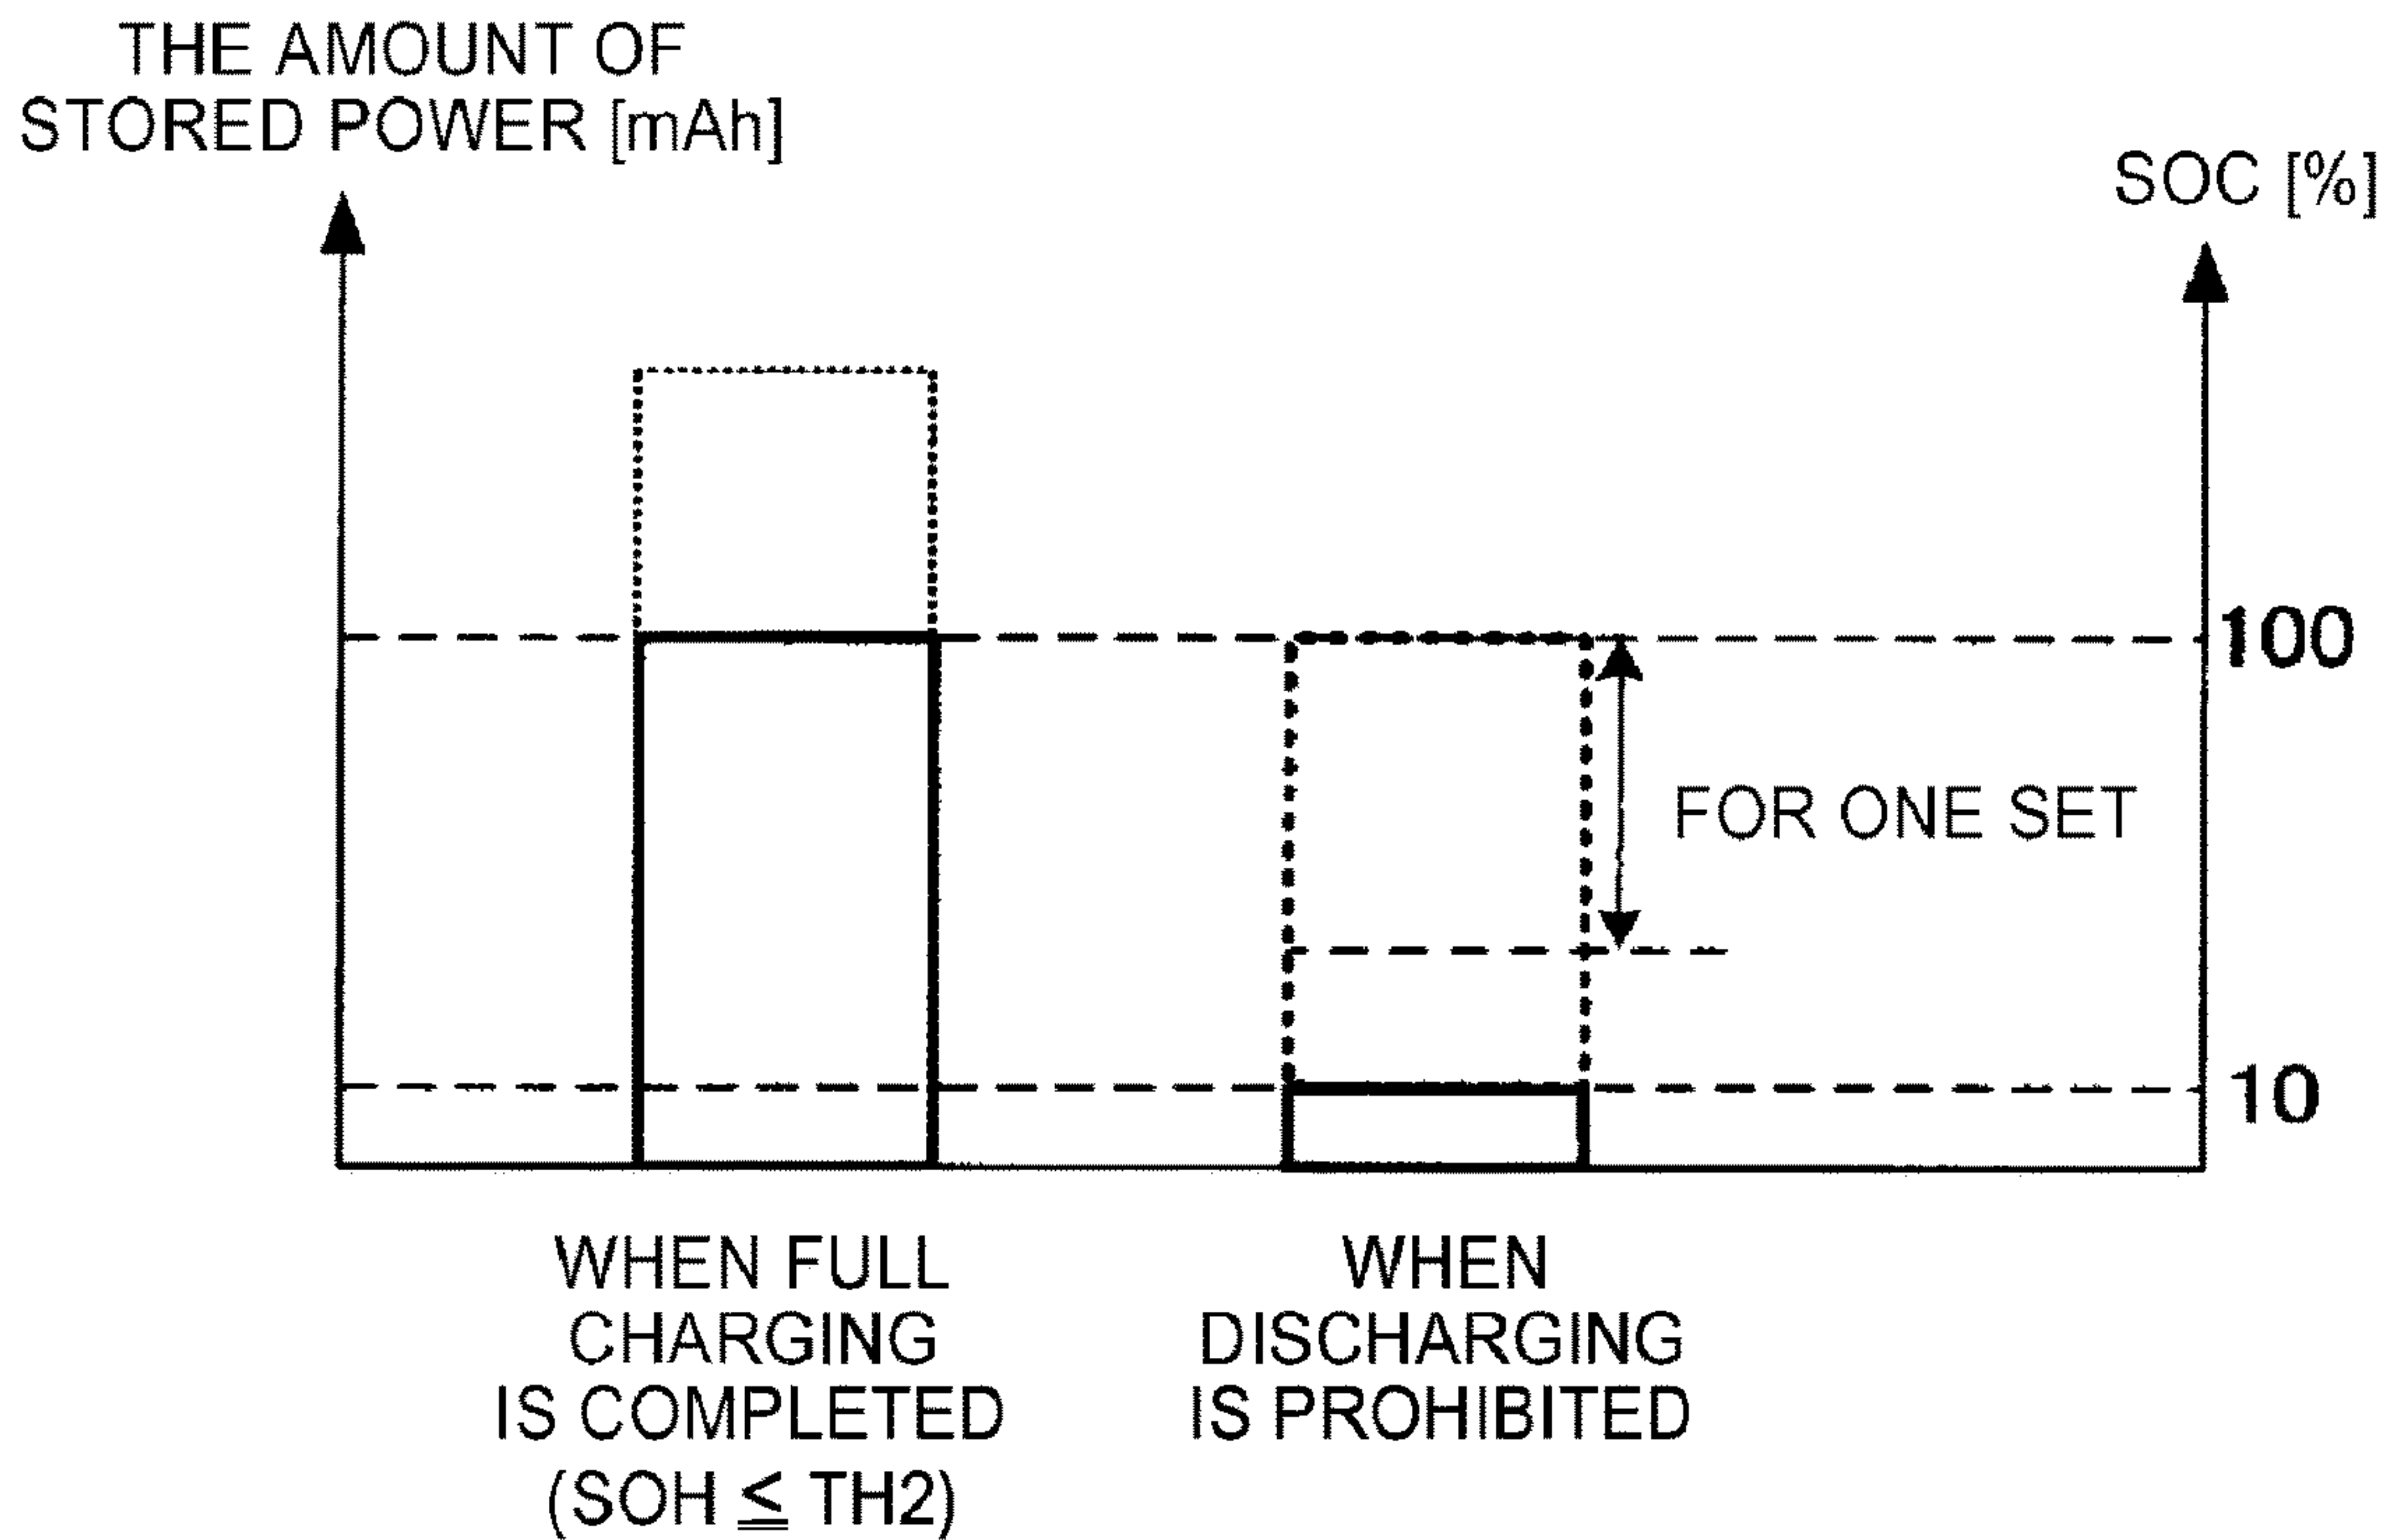 THE AMOUNT OF
STORED POWER [mAh]
SOC [%]
100
FOR ONE SET
10
WHEN FULL
CHARGING
IS COMPLETED
(SOH ≦ TH2)
WHEN
DISCHARGING
IS PROHIBITED